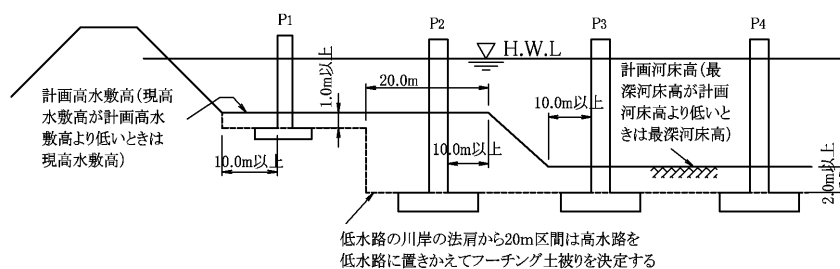 P1
P2
P3
P4
H.W.L
20.0m
1.0m以上
計画高水敷高(現高
水敷高が計画高水
敷高より低いときは
現高水敷高)
10.0m以上
10.0m以上
10.0m以上
計画河床高(最
深河床高が計画
河床高より低いと
きは最深河床高)
2.0m以上
低水路の川岸の法肩から20m区間は高水路を
低水路に置きかえてフーチング土被りを決定する